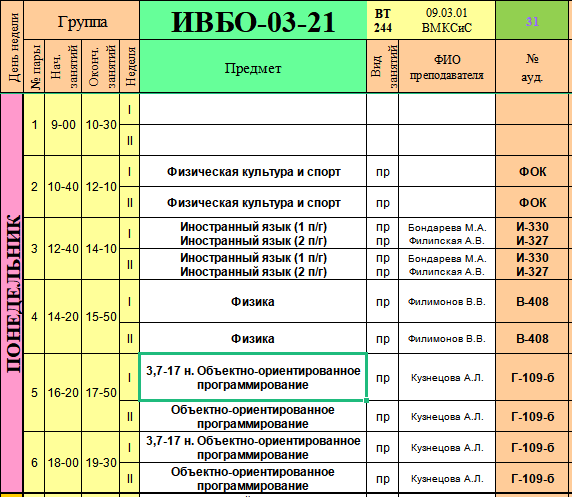 День недели
Группа ИВБО-03-21 ВТ 244 09.03.01 ВМКСиС 31
№ пары Нач. занятий Оконч. занятий Неделя Предмет Вид занятий ФИО преподавателя № ауд.
ПОНЕДЕЛЬНИК
1 9-00 10-30 I
II
2 10-40 12-10 I Физическая культура и спорт пр ФОК
II Физическая культура и спорт пр ФОК
3 12-40 14-10 I Иностранный язык (1 п/г) пр Бондарева М.А. И-330
Иностранный язык (2 п/г) пр Филипская А.В. И-327
II Иностранный язык (1 п/г) пр Бондарева М.А. И-330
Иностранный язык (2 п/г) пр Филипская А.В. И-327
4 14-20 15-50 I Физика пр Филимонов В.В. В-408
II Физика пр Филимонов В.В. В-408
5 16-20 17-50 I 3,7-17 н. Объектно-ориентированное
программирование пр Кузнецова А.Л. Г-109-б
II Объектно-ориентированное
программирование пр Кузнецова А.Л. Г-109-б
6 18-00 19-30 I 3,7-17 н. Объектно-ориентированное
программирование пр Кузнецова А.Л. Г-109-б
II Объектно-ориентированное
программирование пр Кузнецова А.Л. Г-109-б